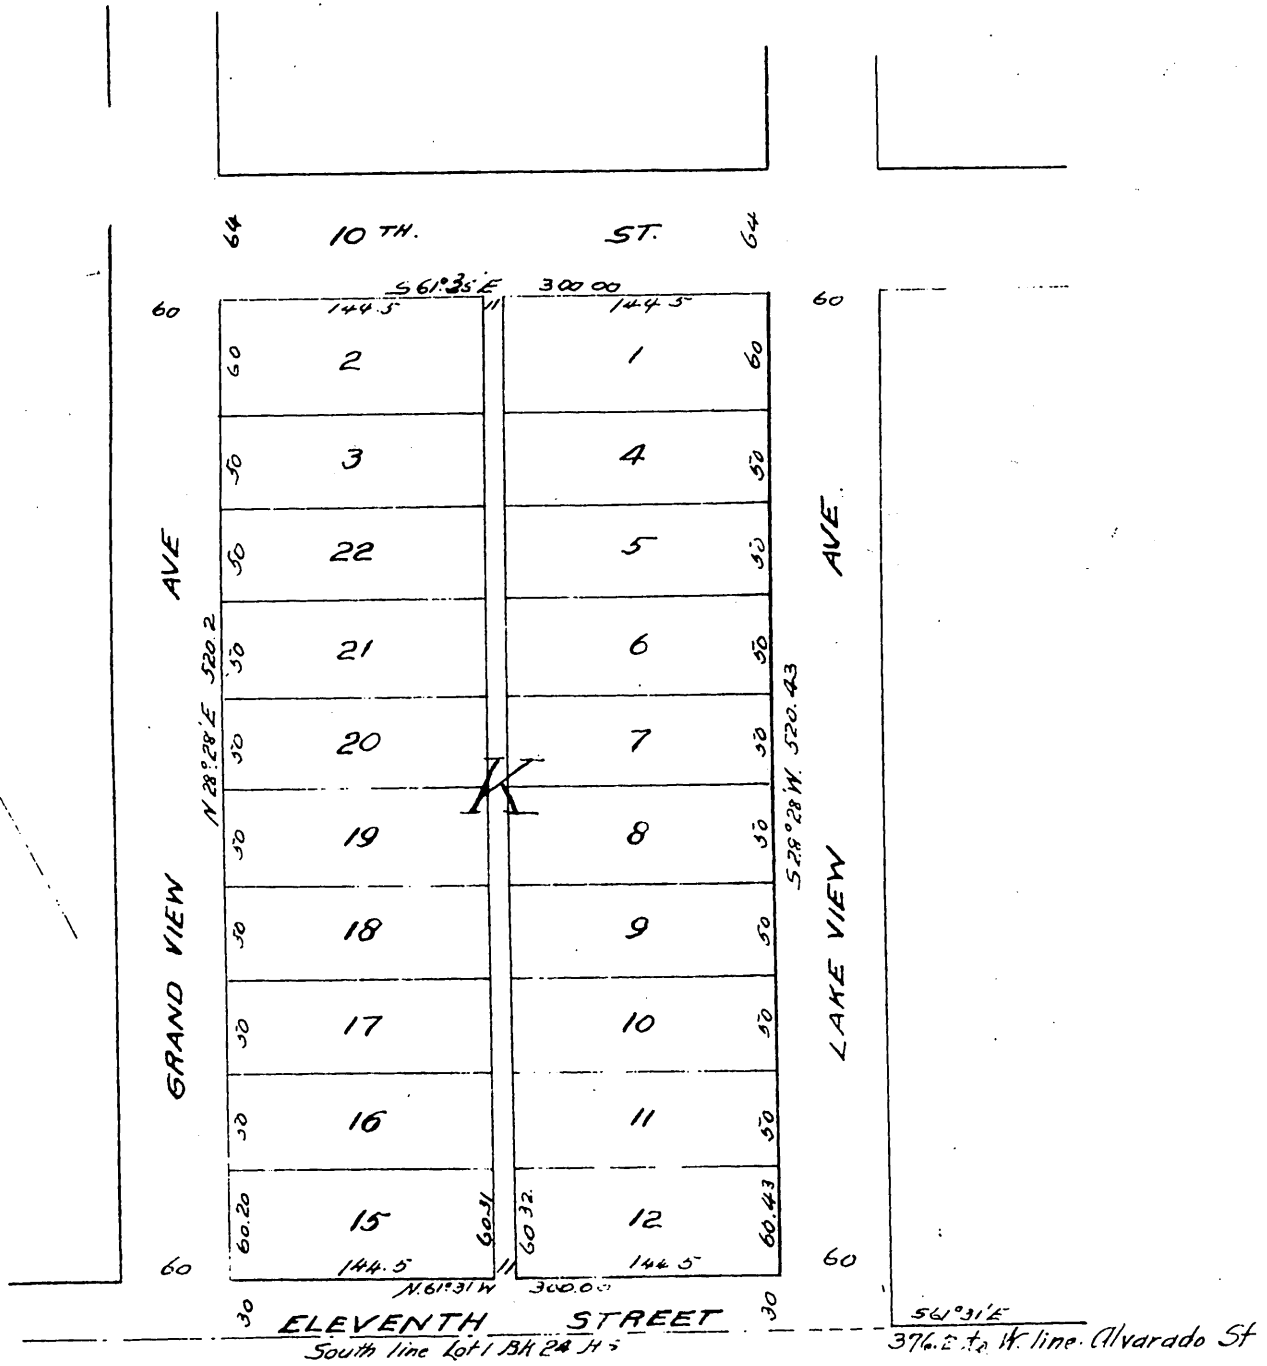 64 10 TH. ST. 64
S 61°35' E 300 00
60 144.5 11 144 5 60
60 2 1 60
50 3 4 50
50 22 5 50
50 21 6 50
50 20 7 50
K
50 19 8 50
50 18 9 50
50 17 10 50
50 16 11 50
60.20 15 60 31 60 32. 12 60.43
60 144.5 11 144 5 60
N. 61°31' W 300.00
GRAND VIEW AVE
N 28°28' E 520.2
S 28°28' W. 520.43
LAKE VIEW AVE.
30 ELEVENTH STREET 30
South line Lot 1 Bk 24 H S
S 61°31' E
376. E to W. line. Alvarado St